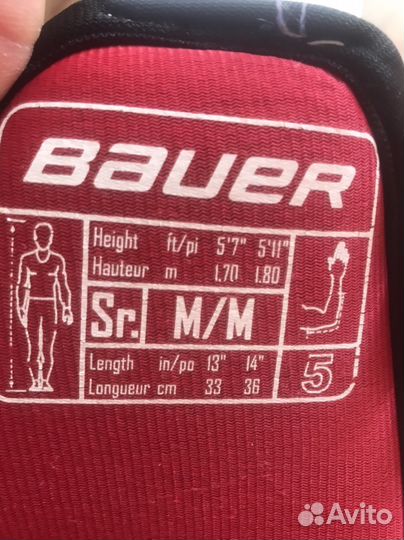 BAUER
Height ft/pi 5'7" 5'11"
Hauteur m 1.70 1.80
Sr. M/M
Length in/po 13" 14"
Longueur cm 33 36
5
Avito